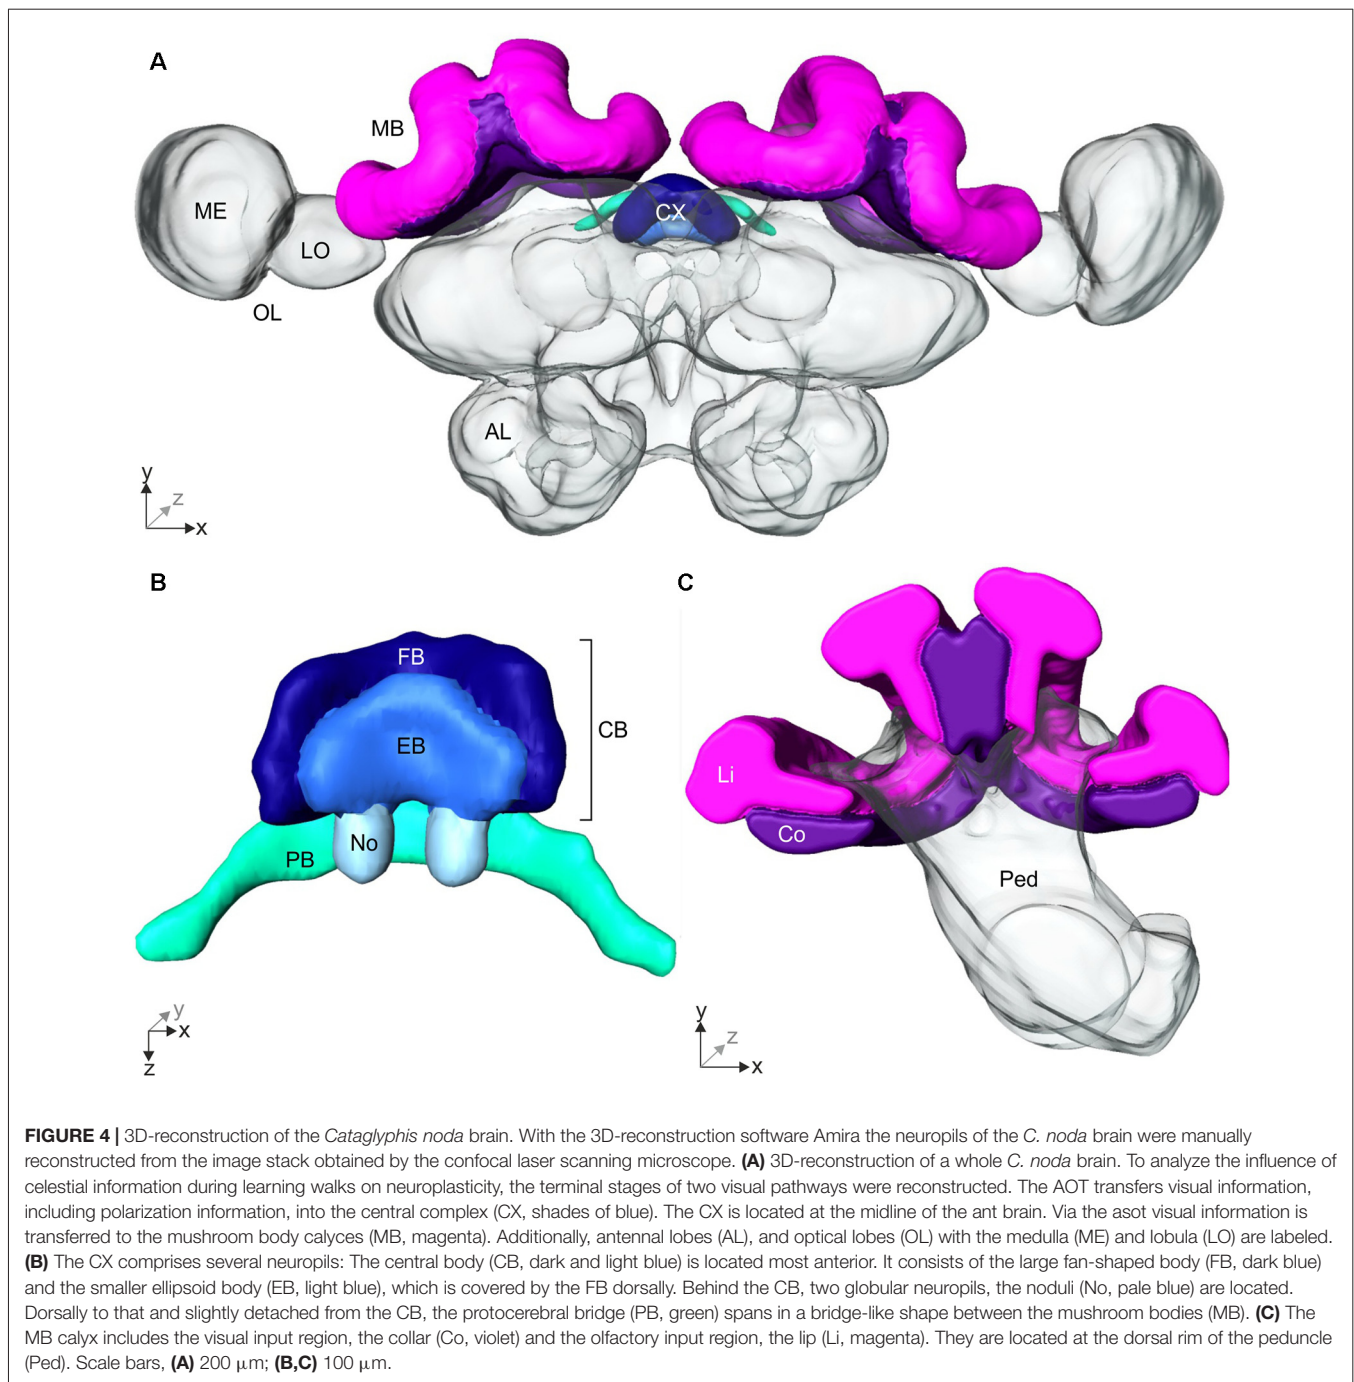 A
MB
ME
CX
LO
OL
AL
y
z
x
B
C
FB
CB
EB
Li
No
Co
PB
Ped
y
x
z
y
z
x
FIGURE 4 | 3D-reconstruction of the Cataglyphis noda brain. With the 3D-reconstruction software Amira the neuropils of the C. noda brain were manually
reconstructed from the image stack obtained by the confocal laser scanning microscope. (A) 3D-reconstruction of a whole C. noda brain. To analyze the influence of
celestial information during learning walks on neuroplasticity, the terminal stages of two visual pathways were reconstructed. The AOT transfers visual information,
including polarization information, into the central complex (CX, shades of blue). The CX is located at the midline of the ant brain. Via the asot visual information is
transferred to the mushroom body calyces (MB, magenta). Additionally, antennal lobes (AL), and optical lobes (OL) with the medulla (ME) and lobula (LO) are labeled.
(B) The CX comprises several neuropils: The central body (CB, dark and light blue) is located most anterior. It consists of the large fan-shaped body (FB, dark blue)
and the smaller ellipsoid body (EB, light blue), which is covered by the FB dorsally. Behind the CB, two globular neuropils, the noduli (No, pale blue) are located.
Dorsally to that and slightly detached from the CB, the protocerebral bridge (PB, green) spans in a bridge-like shape between the mushroom bodies (MB). (C) The
MB calyx includes the visual input region, the collar (Co, violet) and the olfactory input region, the lip (Li, magenta). They are located at the dorsal rim of the peduncle
(Ped). Scale bars, (A) 200 μm; (B,C) 100 μm.